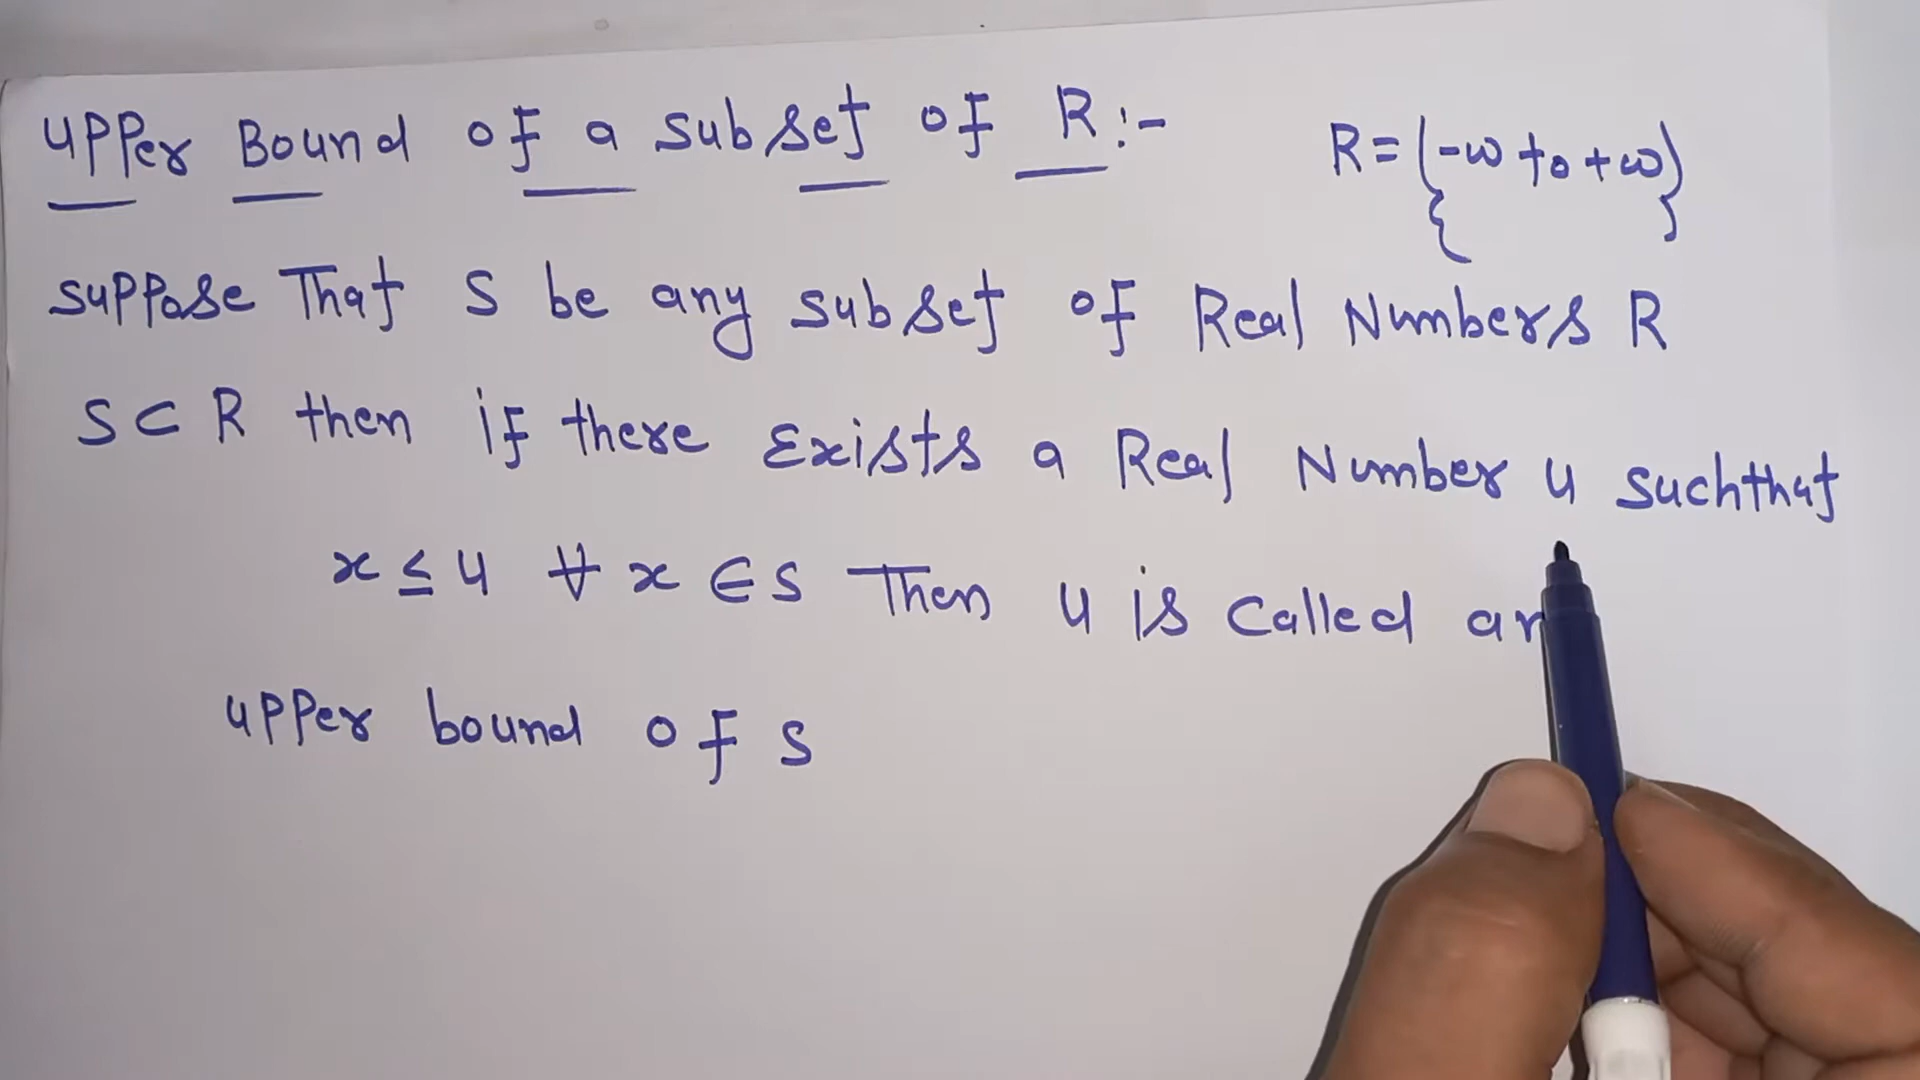 Upper Bound of a subset of R:-
R = (-∞ to +∞)
{ }
Suppose That S be any subset of Real Numbers R
S ⊂ R then if there Exists a Real Number u suchthat
x ≤ u ∀ x ∈ S Then u is called an
upper bound of S